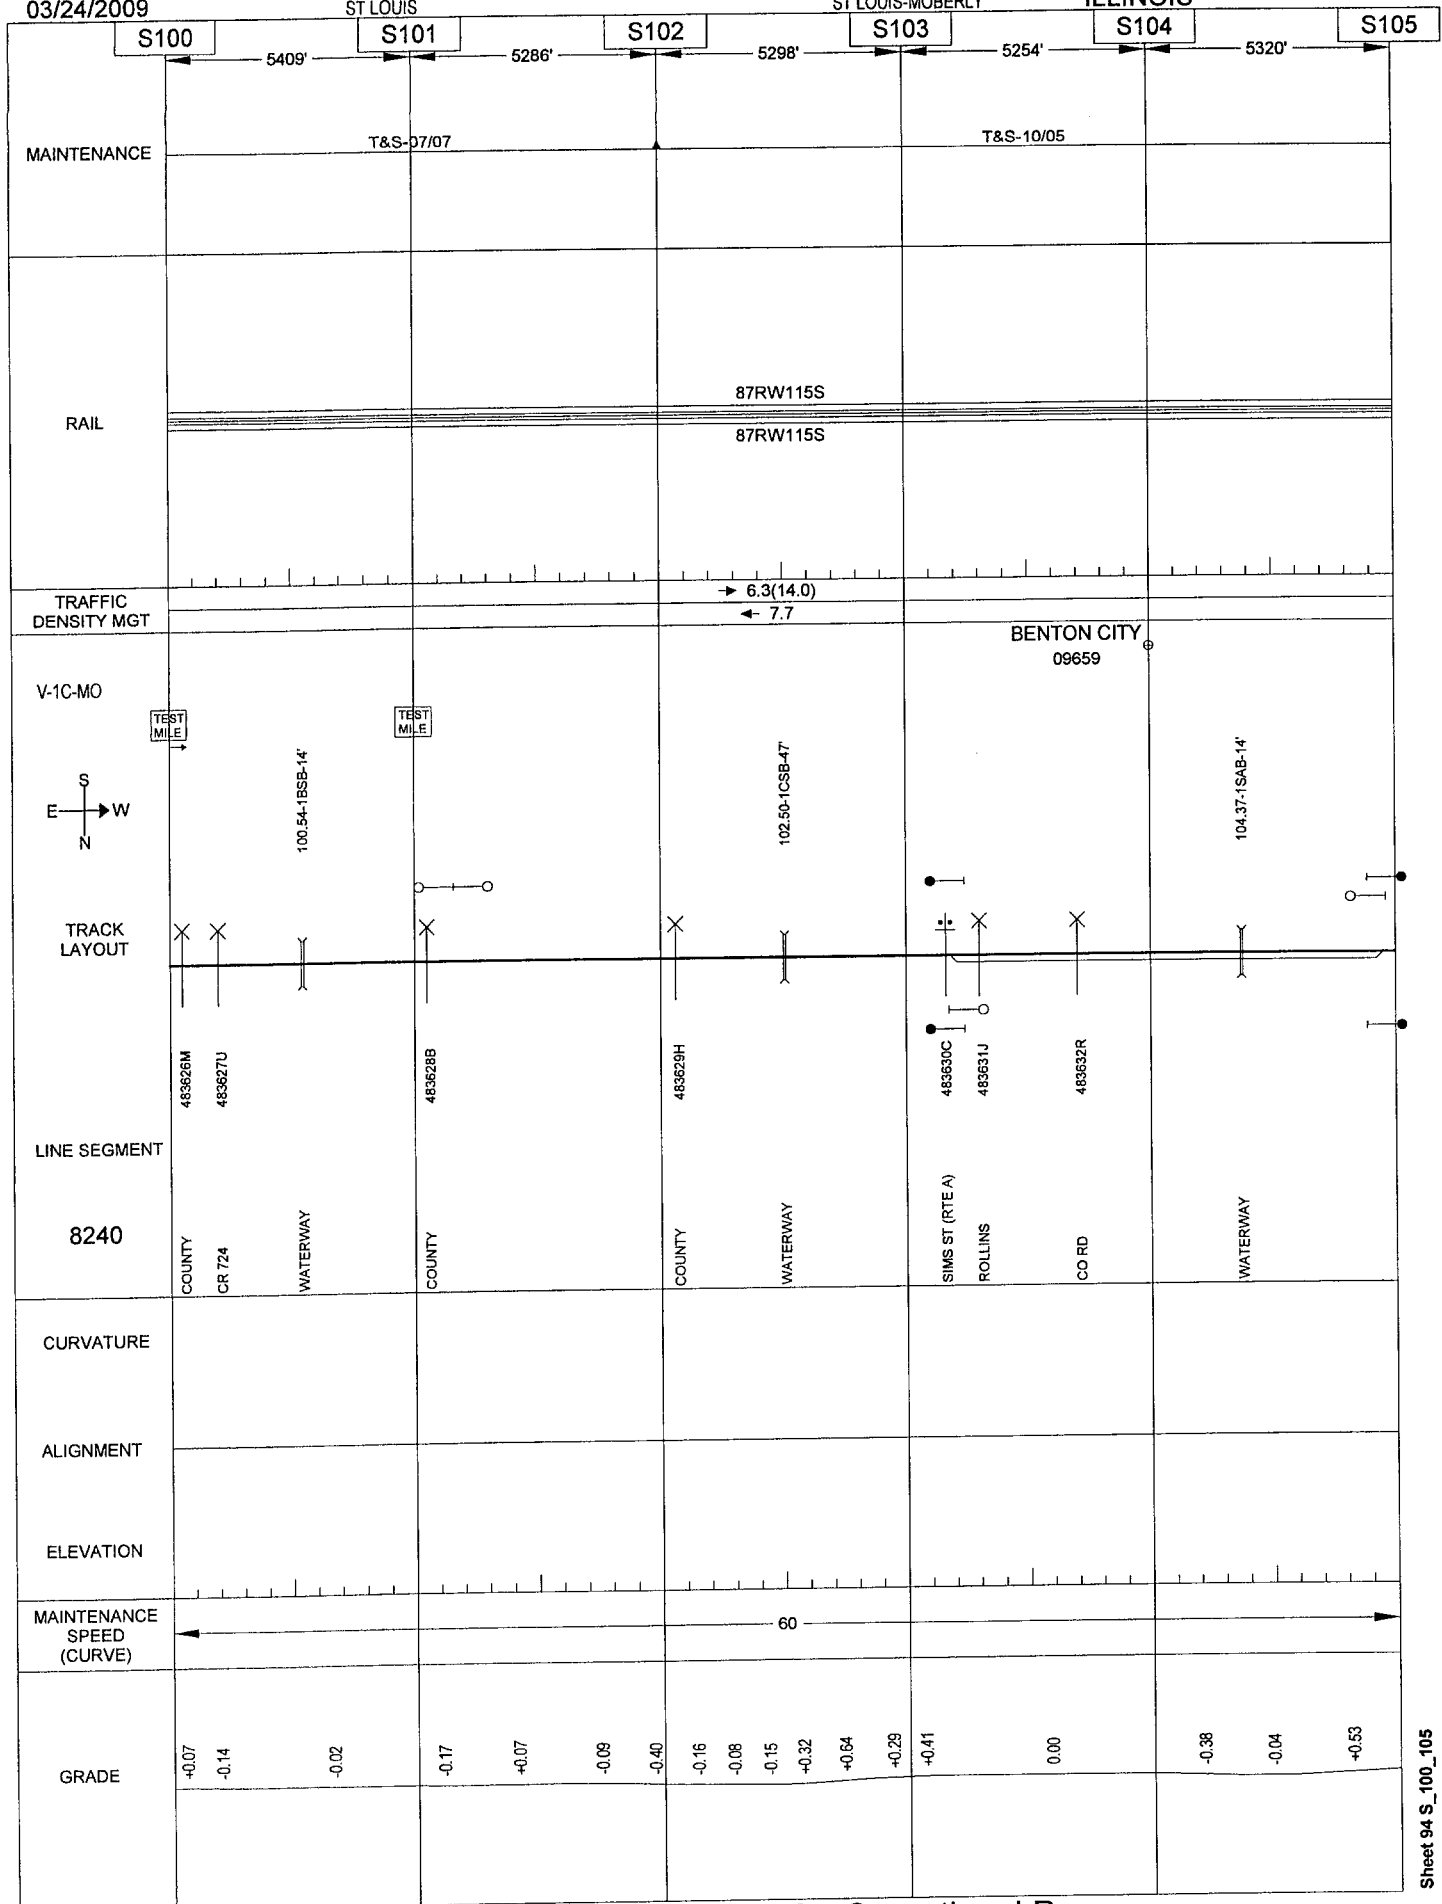 03/24/2009 ST LOUIS ST LOUIS-MOBERLY ILLINOIS
S100 S101 S102 S103 S104 S105
5409' 5286' 5298' 5254' 5320'
MAINTENANCE T&S-07/07 T&S-10/05
87RW115S
RAIL
87RW115S
TRAFFIC
DENSITY MGT
6.3(14.0)
7.7
BENTON CITY
09659
V-1C-MO
TEST
MILE
TEST
MILE
S
E W
N
100.54-1BSB-14'
102.50-1CSB-47'
104.37-1SAB-14'
TRACK
LAYOUT
483626M
483627U
483628B
483629H
483630C
483631J
483632R
LINE SEGMENT
8240
COUNTY
CR 724
WATERWAY
COUNTY
COUNTY
WATERWAY
SIMS ST (RTE A)
ROLLINS
CO RD
WATERWAY
CURVATURE
ALIGNMENT
ELEVATION
MAINTENANCE
SPEED
(CURVE)
60
GRADE
+0.07
-0.14
-0.02
-0.17
+0.07
-0.09
-0.40
-0.16
-0.08
-0.15
+0.32
+0.64
+0.29
+0.41
0.00
-0.38
-0.04
+0.53
Sheet 94 S_100_105